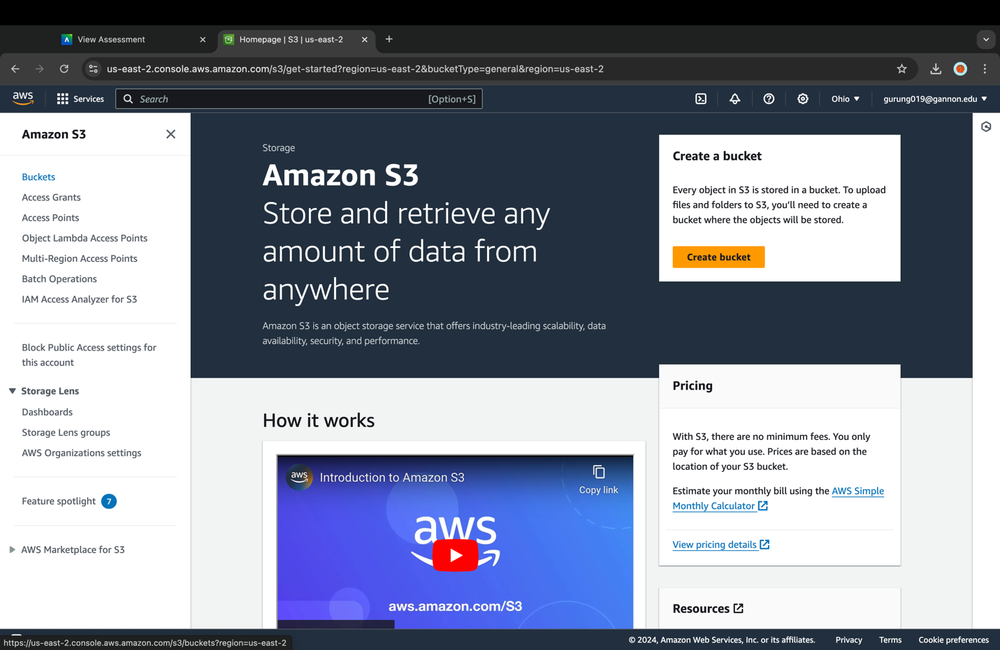 View Assessment
Homepage | S3 | us-east-2
us-east-2.console.aws.amazon.com/s3/get-started?region=us-east-2&bucketType=general&region=us-east-2
aws
Services
Search
[Option+S]
Ohio
gurung019@gannon.edu
Amazon S3
Buckets
Access Grants
Access Points
Object Lambda Access Points
Multi-Region Access Points
Batch Operations
IAM Access Analyzer for S3
Block Public Access settings for
this account
Storage Lens
Dashboards
Storage Lens groups
AWS Organizations settings
Feature spotlight 7
AWS Marketplace for S3
Storage
Amazon S3
Store and retrieve any
amount of data from
anywhere
Amazon S3 is an object storage service that offers industry-leading scalability, data
availability, security, and performance.
Create a bucket
Every object in S3 is stored in a bucket. To upload
files and folders to S3, you'll need to create a
bucket where the objects will be stored.
Create bucket
How it works
aws
Introduction to Amazon S3
Copy link
aws
aws.amazon.com/S3
Pricing
With S3, there are no minimum fees. You only
pay for what you use. Prices are based on the
location of your S3 bucket.
Estimate your monthly bill using the AWS Simple
Monthly Calculator
View pricing details
Resources
https://us-east-2.console.aws.amazon.com/s3/buckets?region=us-east-2
© 2024, Amazon Web Services, Inc. or its affiliates.
Privacy
Terms
Cookie preferences